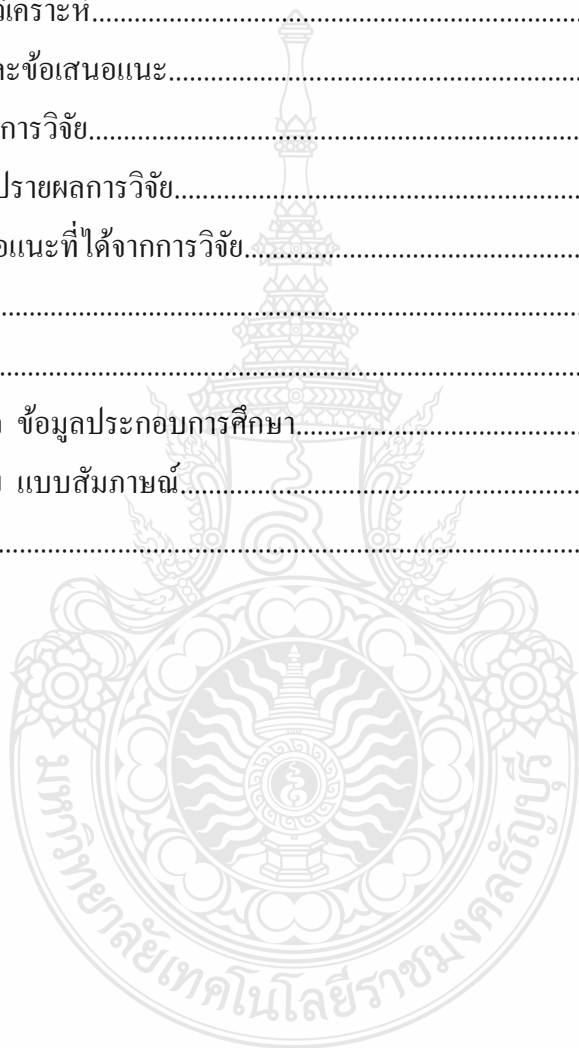 วิเคราะห์................................................................................
ละข้อเสนอแนะ....................................................................
การวิจัย................................................................................
ปรายผลการวิจัย...................................................................
อแนะที่ได้จากการวิจัย.......................................................
................................................................................................
................................................................................................
ข้อมูลประกอบการศึกษา..............................................
แบบสัมภาษณ์.................................................................
................................................................................................
มหาวิทยาลัยเทคโนโลยีราชมงคลธัญบุรี